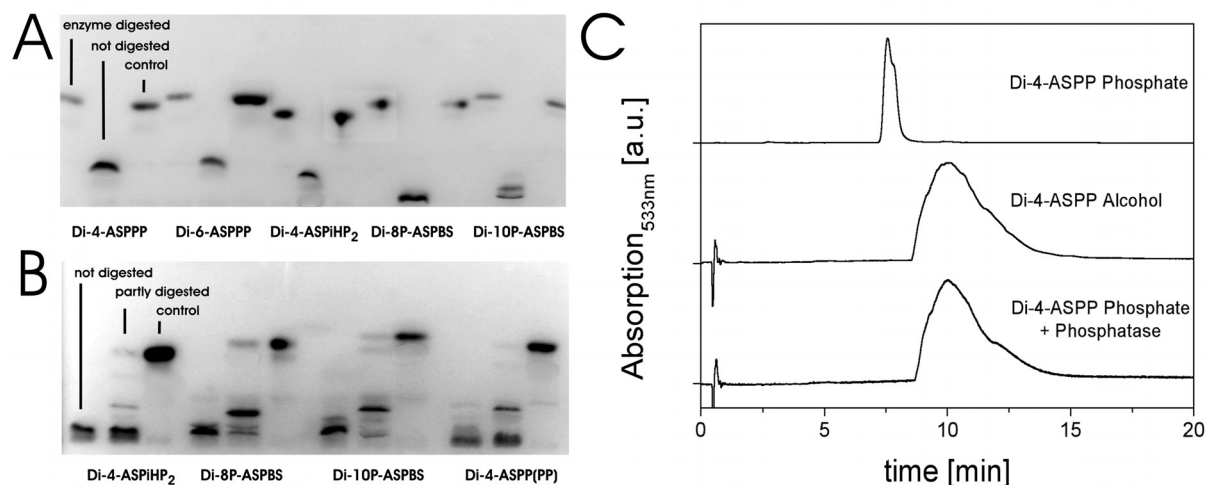 A
enzyme digested
not digested
control
Di-4-ASPPP
Di-6-ASPPP
Di-4-ASPiHP2
Di-8P-ASPBS
Di-10P-ASPBS
B
not digested
partly digested
control
Di-4-ASPiHP2
Di-8P-ASPBS
Di-10P-ASPBS
Di-4-ASPP(PP)
C
Absorption533nm [a.u.]
Di-4-ASPP Phosphate
Di-4-ASPP Alcohol
Di-4-ASPP Phosphate
+ Phosphatase
0 5 10 15 20
time [min]